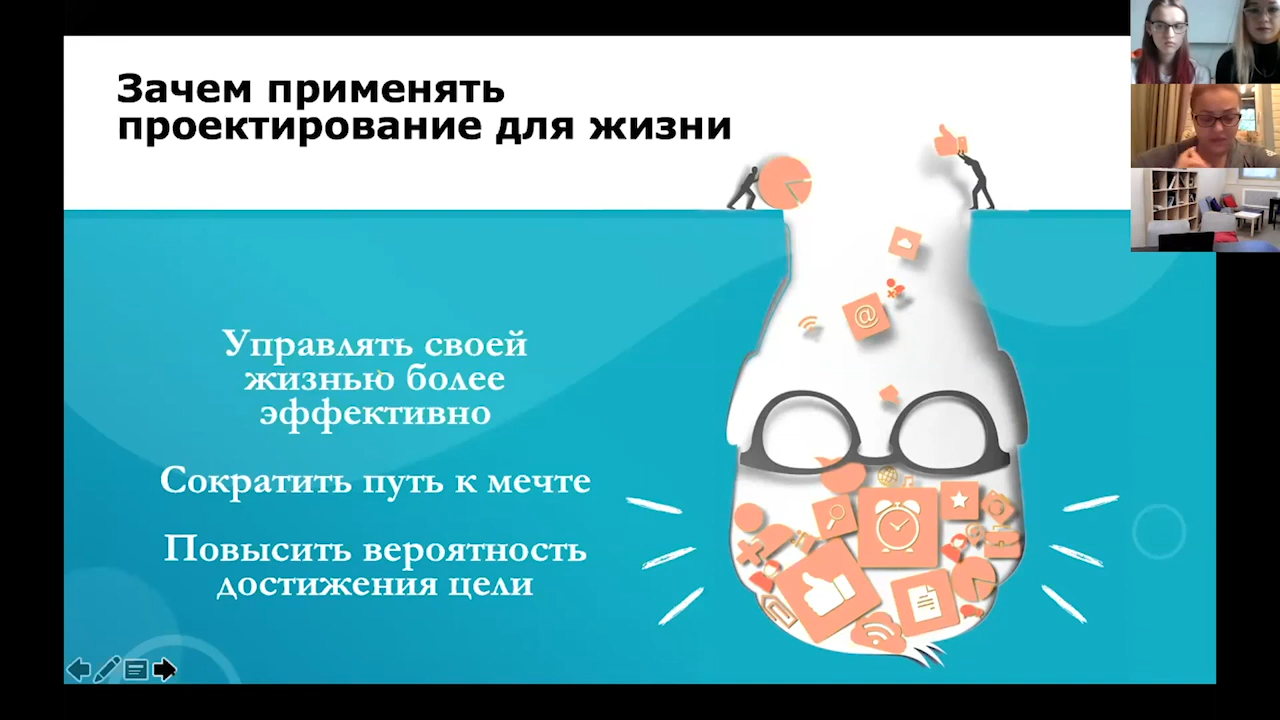 Зачем применять
проектирование для жизни
Управлять своей
жизнью более
эффективно
Сократить путь к мечте
Повысить вероятность
достижения цели
@